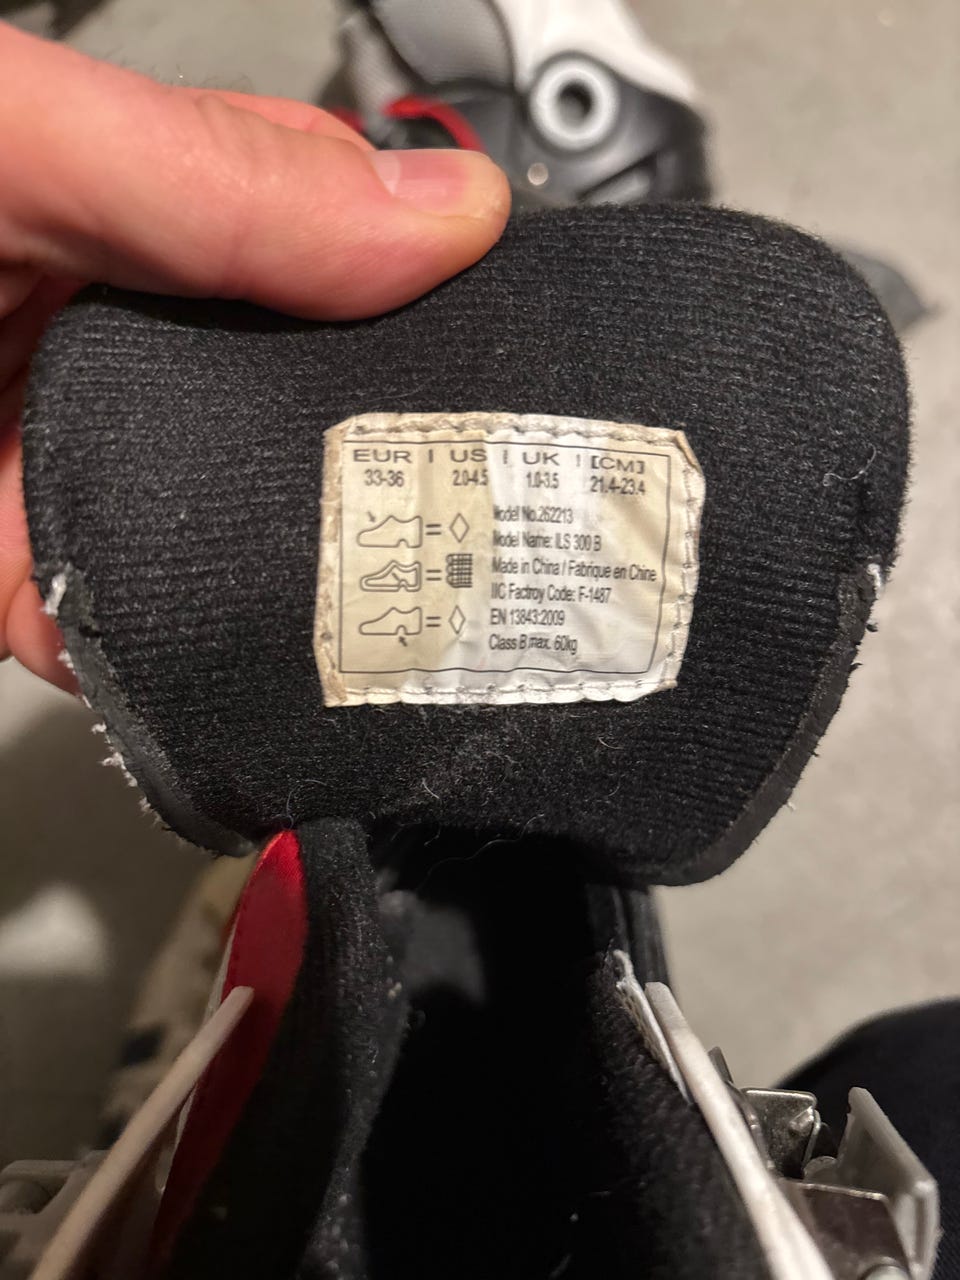 EUR | US | UK | [CM]
33-36 2.0-4.5 1.0-3.5 21.4-23.4
Model No.262213
Model Name: ILS 300 B
Made in China / Fabrique en Chine
IIC Factroy Code: F-1487
EN 13843:2009
Class B max. 60kg